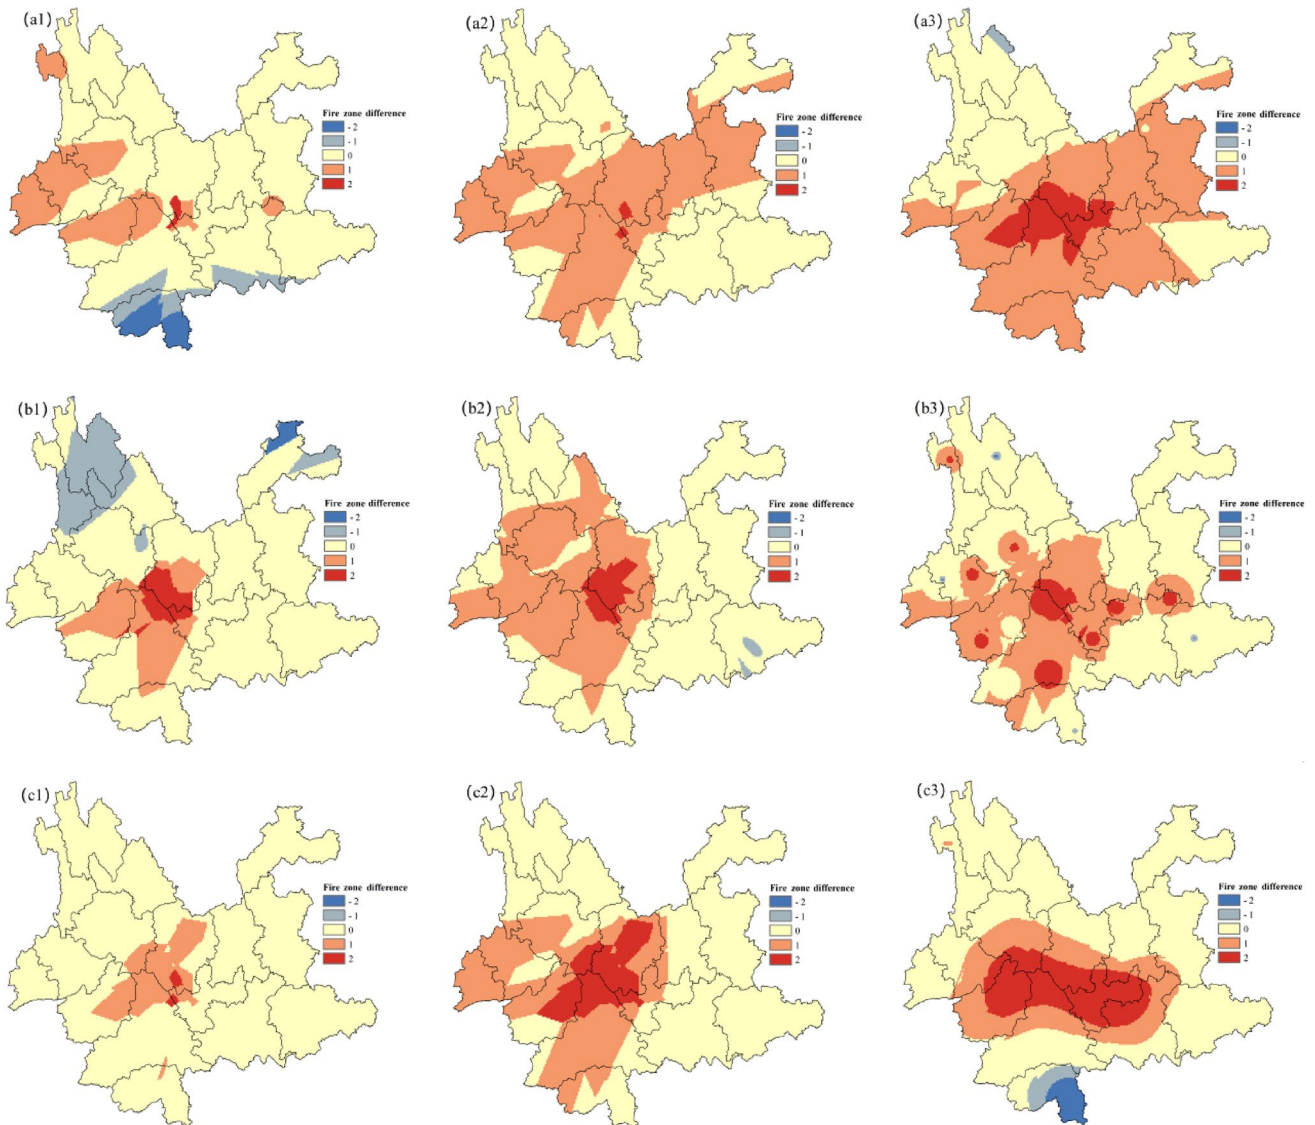 (a1)
Fire zone difference
- 2
- 1
0
1
2
(a2)
Fire zone difference
- 2
- 1
0
1
2
(a3)
Fire zone difference
- 2
- 1
0
1
2
(b1)
Fire zone difference
- 2
- 1
0
1
2
(b2)
Fire zone difference
- 2
- 1
0
1
2
(b3)
Fire zone difference
- 2
- 1
0
1
2
(c1)
Fire zone difference
- 2
- 1
0
1
2
(c2)
Fire zone difference
- 2
- 1
0
1
2
(c3)
Fire zone difference
- 2
- 1
0
1
2